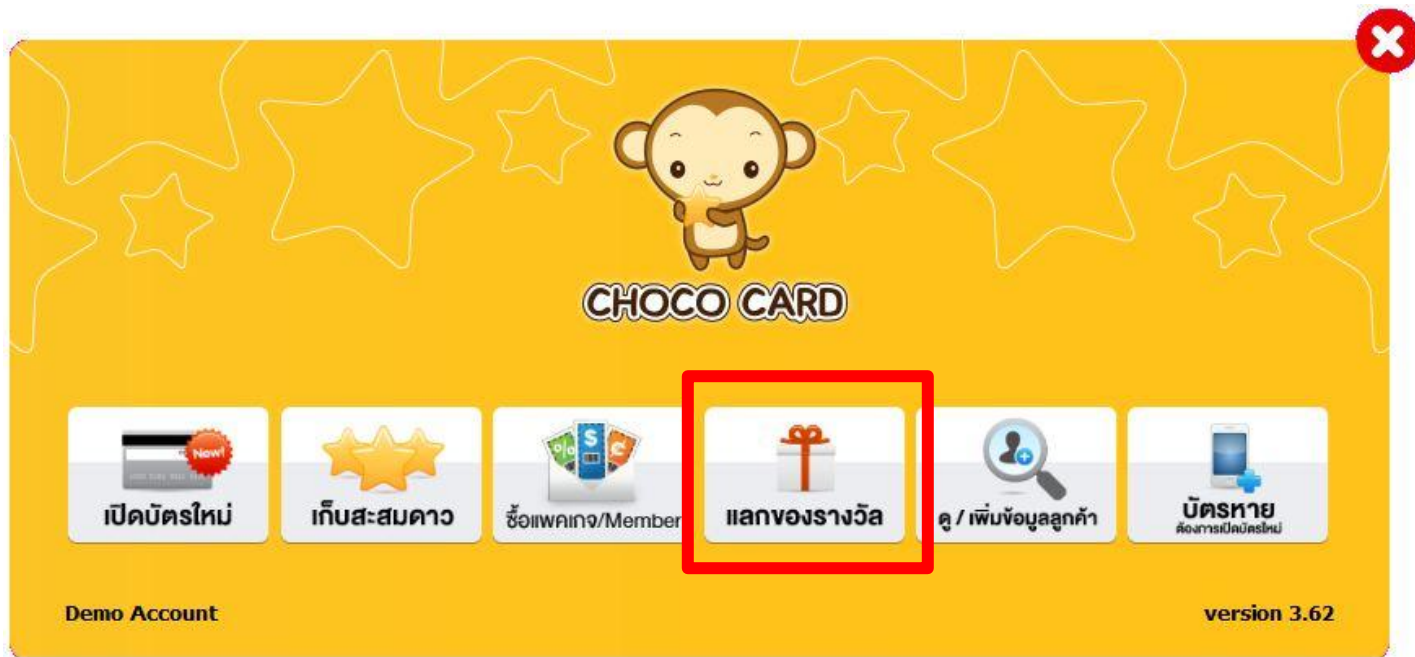 CHOCO CARD
New!
เปิดบัตรใหม่
เก็บสะสมดาว
ซื้อแพคเกจ/Member
แลกของรางวัล
ดู / เพิ่มข้อมูลลูกค้า
บัตรหาย
ต้องการเปิดบัตรใหม่
Demo Account
version 3.62